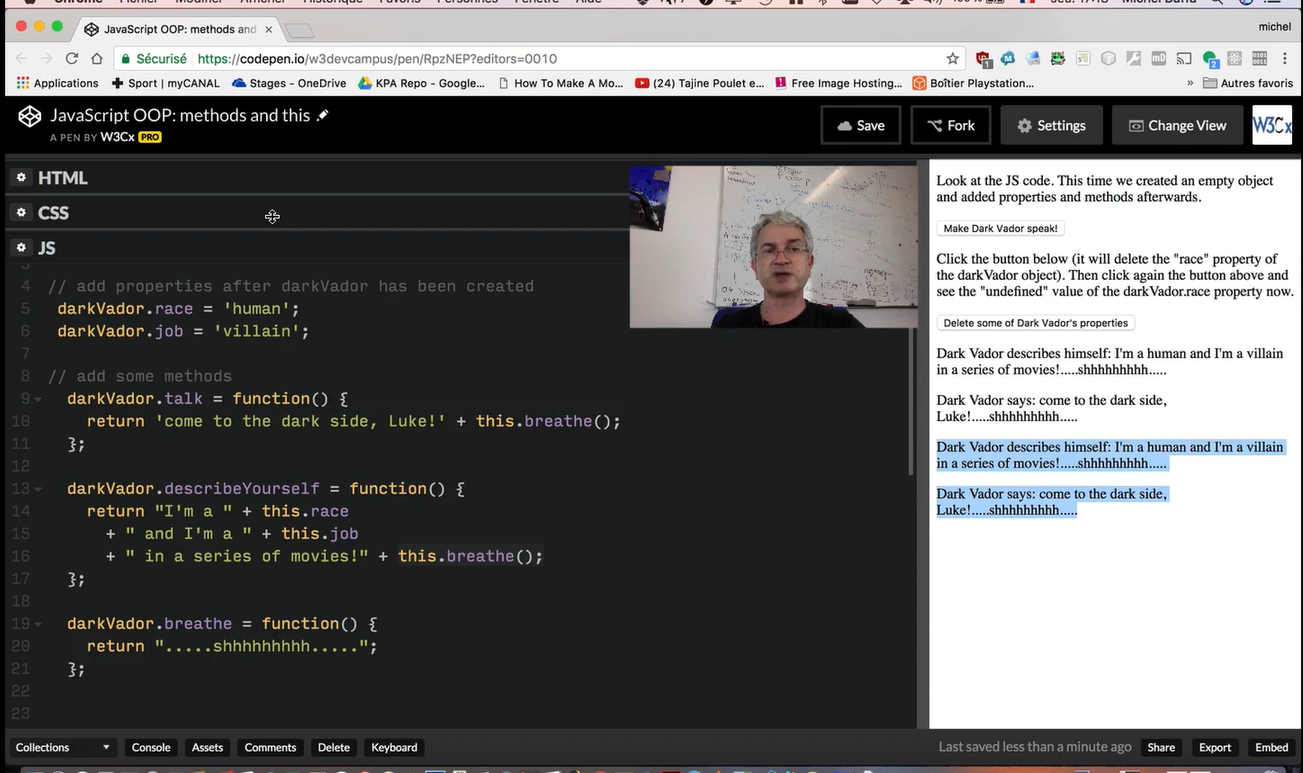 Chrome Fichier Modifier Afficher Historique Favoris Personnes Fenêtre Aide
JavaScript OOP: methods and
michel
Sécurisé https://codepen.io/w3devcampus/pen/RpzNEP?editors=0010
Applications Sport | myCANAL Stages - OneDrive KPA Repo - Google... How To Make A Mo... (24) Tajine Poulet e... Free Image Hosting... Boîtier Playstation... » Autres favoris
JavaScript OOP: methods and this
A PEN BY W3Cx PRO
Save Fork Settings Change View W3Cx
HTML
CSS
JS
4 // add properties after darkVador has been created
5 darkVador.race = 'human';
6 darkVador.job = 'villain';
7
8 // add some methods
9 darkVador.talk = function() {
10 return 'come to the dark side, Luke!' + this.breathe();
11 };
12
13 darkVador.describeYourself = function() {
14 return "I'm a " + this.race
15 + " and I'm a " + this.job
16 + " in a series of movies!" + this.breathe();
17 };
18
19 darkVador.breathe = function() {
20 return ".....shhhhhhhhh.....";
21 };
22
23
Look at the JS code. This time we created an empty object
and added properties and methods afterwards.
Make Dark Vador speak!
Click the button below (it will delete the "race" property of
the darkVador object). Then click again the button above and
see the "undefined" value of the darkVador.race property now.
Delete some of Dark Vador's properties
Dark Vador describes himself: I'm a human and I'm a villain
in a series of movies!.....shhhhhhhhh.....
Dark Vador says: come to the dark side,
Luke!.....shhhhhhhhh.....
Dark Vador describes himself: I'm a human and I'm a villain
in a series of movies!.....shhhhhhhhh.....
Dark Vador says: come to the dark side,
Luke!.....shhhhhhhhh.....
Collections Console Assets Comments Delete Keyboard
Last saved less than a minute ago Share Export Embed